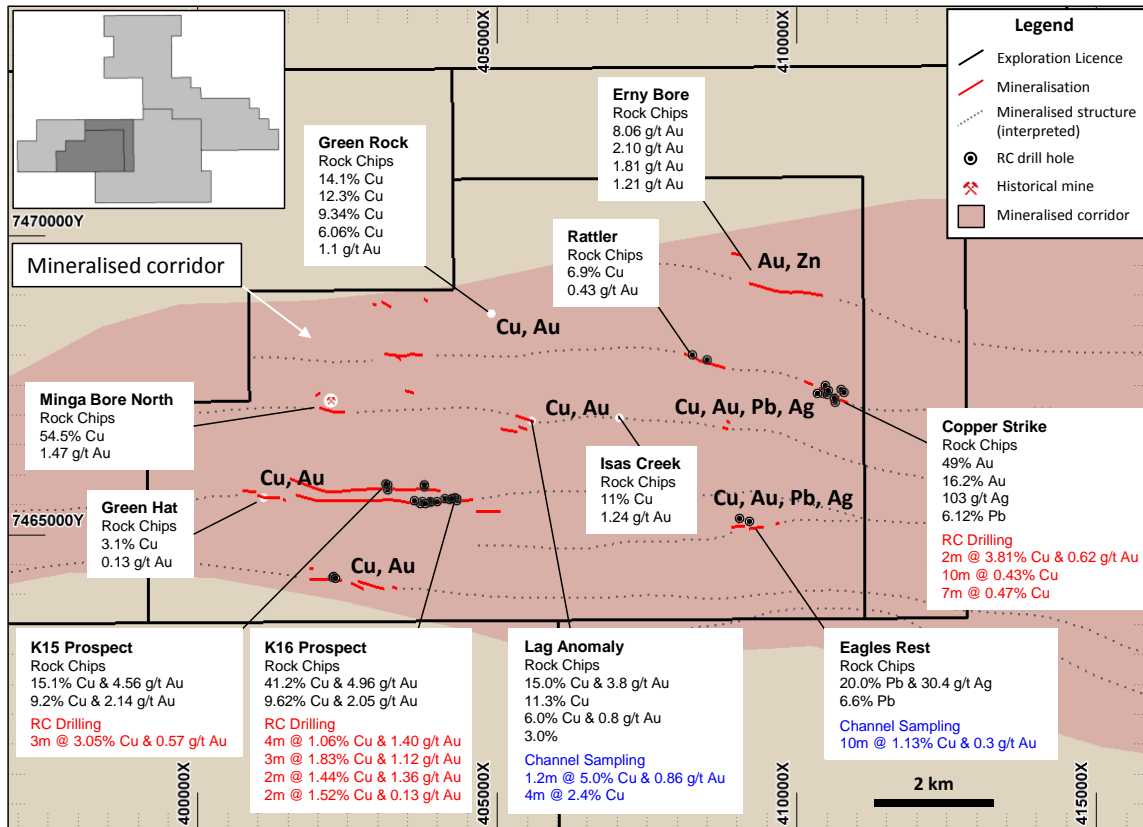 405000X
410000X
Legend
Exploration Licence
Mineralisation
Mineralised structure
(interpreted)
RC drill hole
Historical mine
Mineralised corridor
7470000Y
Mineralised corridor
Green Rock
Rock Chips
14.1% Cu
12.3% Cu
9.34% Cu
6.06% Cu
1.1 g/t Au
Erny Bore
Rock Chips
8.06 g/t Au
2.10 g/t Au
1.81 g/t Au
1.21 g/t Au
Rattler
Rock Chips
6.9% Cu
0.43 g/t Au
Au, Zn
Cu, Au
Minga Bore North
Rock Chips
54.5% Cu
1.47 g/t Au
Cu, Au
Cu, Au, Pb, Ag
Copper Strike
Rock Chips
49% Au
16.2% Au
103 g/t Ag
6.12% Pb
RC Drilling
2m @ 3.81% Cu & 0.62 g/t Au
10m @ 0.43% Cu
7m @ 0.47% Cu
Isas Creek
Rock Chips
11% Cu
1.24 g/t Au
Cu, Au
Green Hat
Rock Chips
3.1% Cu
0.13 g/t Au
7465000Y
Cu, Au, Pb, Ag
Cu, Au
K15 Prospect
Rock Chips
15.1% Cu & 4.56 g/t Au
9.2% Cu & 2.14 g/t Au
RC Drilling
3m @ 3.05% Cu & 0.57 g/t Au
K16 Prospect
Rock Chips
41.2% Cu & 4.96 g/t Au
9.62% Cu & 2.05 g/t Au
RC Drilling
4m @ 1.06% Cu & 1.40 g/t Au
3m @ 1.83% Cu & 1.12 g/t Au
2m @ 1.44% Cu & 1.36 g/t Au
2m @ 1.52% Cu & 0.13 g/t Au
Lag Anomaly
Rock Chips
15.0% Cu & 3.8 g/t Au
11.3% Cu
6.0% Cu & 0.8 g/t Au
3.0%
Channel Sampling
1.2m @ 5.0% Cu & 0.86 g/t Au
4m @ 2.4% Cu
Eagles Rest
Rock Chips
20.0% Pb & 30.4 g/t Ag
6.6% Pb
Channel Sampling
10m @ 1.13% Cu & 0.3 g/t Au
2 km
400000X
405000X
410000X
415000X